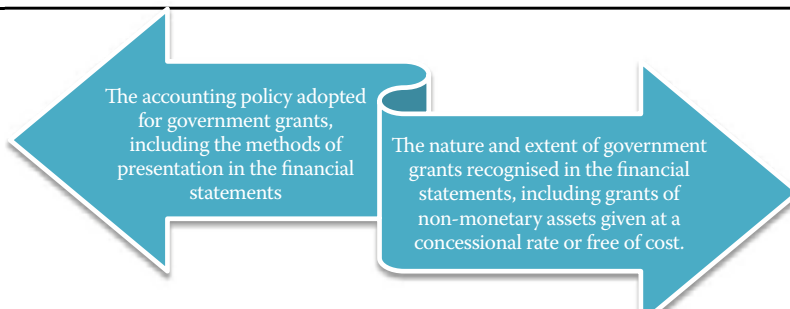 The accounting policy adopted
for government grants,
including the methods of
presentation in the financial
statements
The nature and extent of government
grants recognised in the financial
statements, including grants of
non-monetary assets given at a
concessional rate or free of cost.